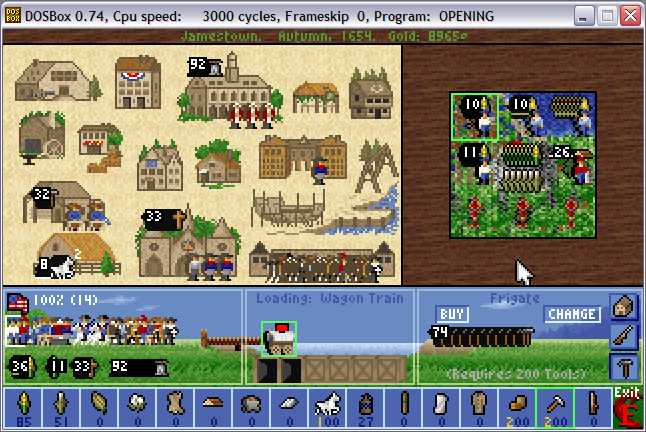 DOSBox 0.74, Cpu speed: 3000 cycles, Frameskip 0, Program: OPENING
Jamestown, Autumn, 1654. Gold: 8965
92
10 10
11 26
32
33
8 2
100% (14)
Loading: Wagon Train
Frigate
BUY CHANGE
74
36 11 33 92
(Requires 200 Tools)
Exit
85 51 0 0 0 0 0 0 100 27 0 0 0 200 200 0